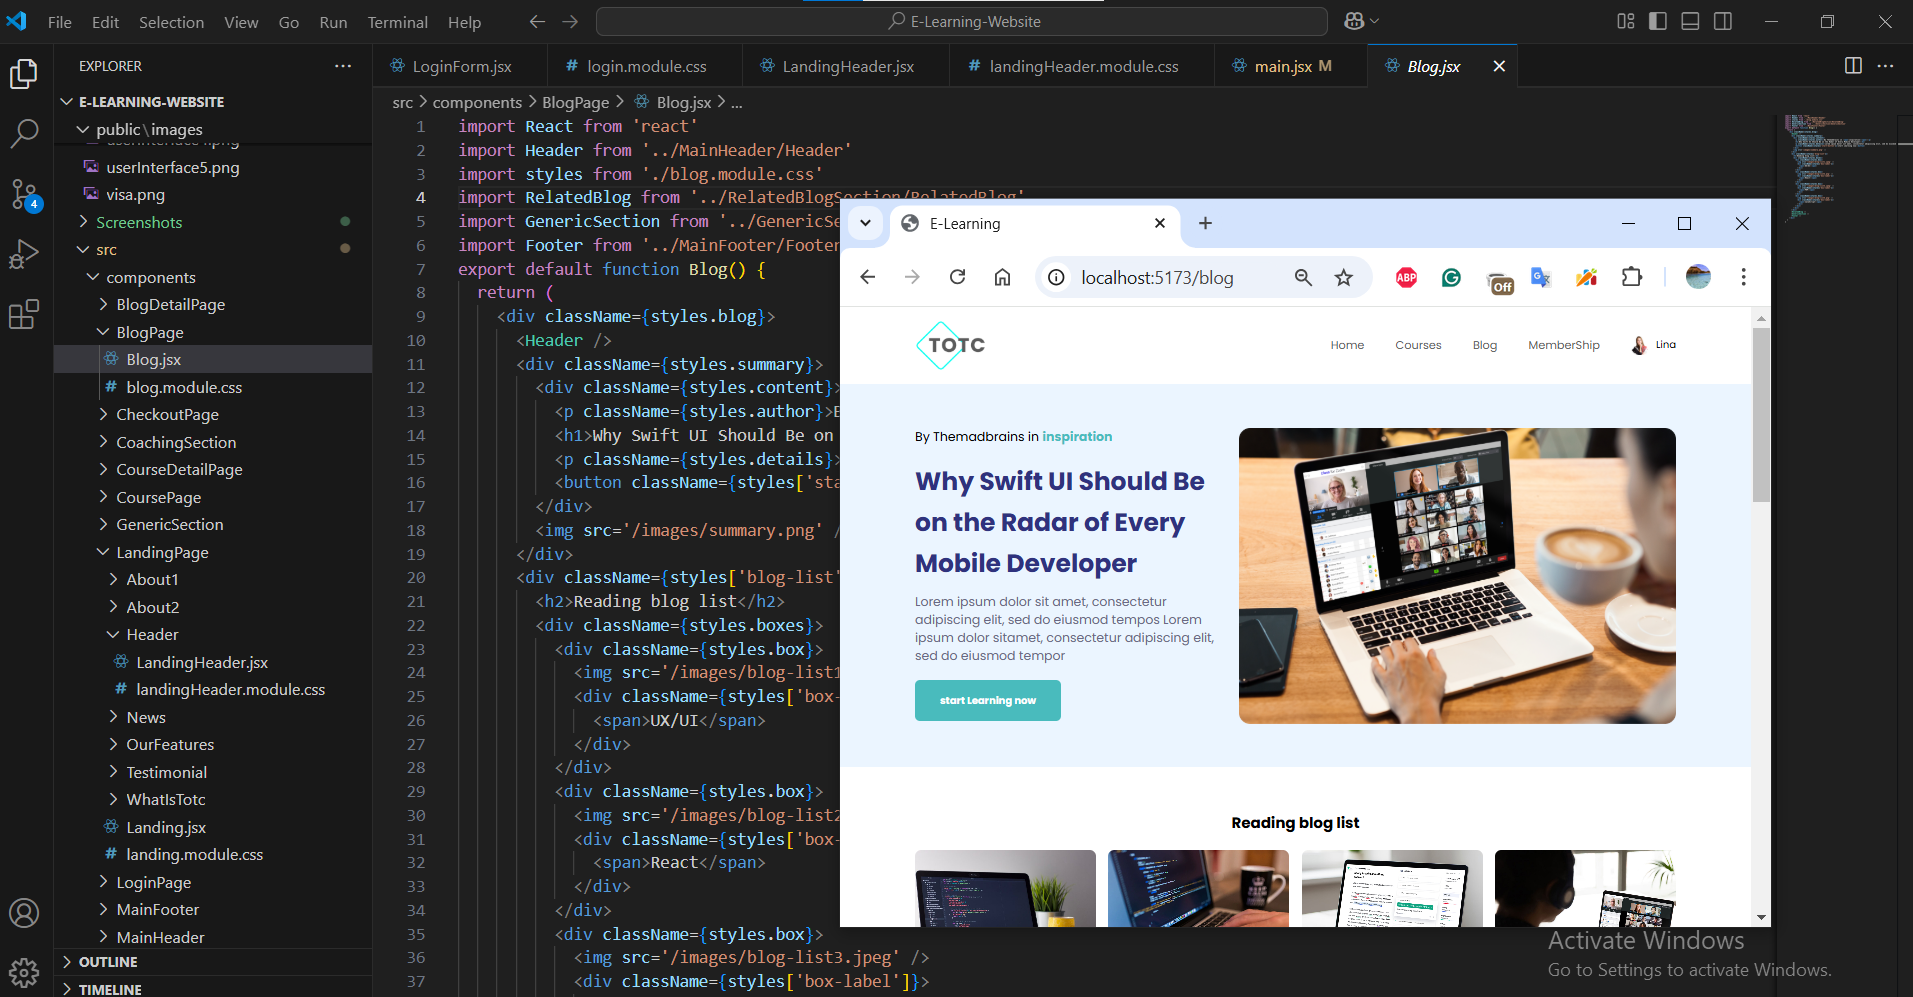 File Edit Selection View Go Run Terminal Help
E-Learning-Website
EXPLORER
LoginForm.jsx
# login.module.css
LandingHeader.jsx
# landingHeader.module.css
main.jsx M
Blog.jsx
src > components > BlogPage > Blog.jsx > ...
E-LEARNING-WEBSITE
public\images
userInterface5.png
visa.png
Screenshots
src
components
BlogDetailPage
BlogPage
Blog.jsx
# blog.module.css
CheckoutPage
CoachingSection
CourseDetailPage
CoursePage
GenericSection
LandingPage
About1
About2
Header
LandingHeader.jsx
# landingHeader.module.css
News
OurFeatures
Testimonial
WhatIsTotc
Landing.jsx
# landing.module.css
LoginPage
MainFooter
MainHeader
OUTLINE
TIMELINE
4
1 import React from 'react'
2 import Header from '../MainHeader/Header'
3 import styles from './blog.module.css'
4 import RelatedBlog from '../RelatedBlogSection/RelatedBlog'
5 import GenericSection from '../GenericSe
6 import Footer from '../MainFooter/Footer
7 export default function Blog() {
8 return (
9 <div className={styles.blog}>
10 <Header />
11 <div className={styles.summary}>
12 <div className={styles.content}>
13 <p className={styles.author}>B
14 <h1>Why Swift UI Should Be on
15 <p className={styles.details}>
16 <button className={styles['sta
17 </div>
18 <img src='/images/summary.png' /
19 </div>
20 <div className={styles['blog-list'
21 <h2>Reading blog list</h2>
22 <div className={styles.boxes}>
23 <div className={styles.box}>
24 <img src='/images/blog-list1
25 <div className={styles['box-
26 <span>UX/UI</span>
27 </div>
28 </div>
29 <div className={styles.box}>
30 <img src='/images/blog-list2
31 <div className={styles['box-
32 <span>React</span>
33 </div>
34 </div>
35 <div className={styles.box}>
36 <img src='/images/blog-list3.jpeg' />
37 <div className={styles['box-label']}>
E-Learning
localhost:5173/blog
ABP
Off
TOTC
Home Courses Blog MemberShip Lina
By Themadbrains in inspiration
Why Swift UI Should Be
on the Radar of Every
Mobile Developer
Lorem ipsum dolor sit amet, consectetur
adipiscing elit, sed do eiusmod tempos Lorem
ipsum dolor sitamet, consectetur adipiscing elit,
sed do eiusmod tempor
start Learning now
Reading blog list
Activate Windows
Go to Settings to activate Windows.